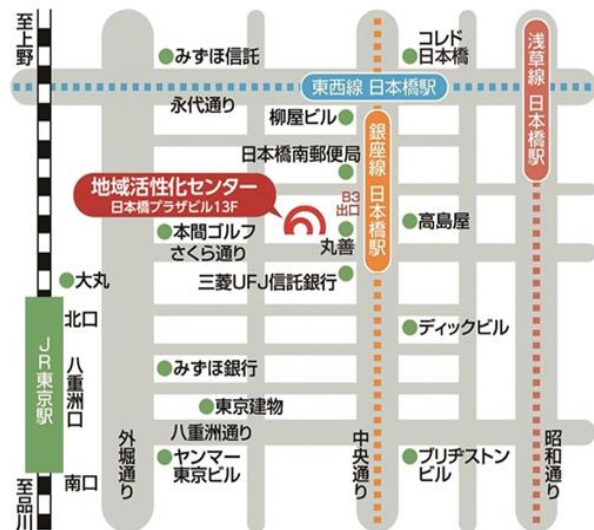 至上野
みずほ信託
コレド
日本橋
浅草線 日本橋駅
東西線 日本橋駅
永代通り
柳屋ビル
銀座線 日本橋駅
日本橋南郵便局
地域活性化センター
日本橋プラザビル13F
B3
出口
本間ゴルフ
さくら通り
丸善
高島屋
大丸
三菱UFJ信託銀行
北口
ディックビル
JR東京駅
八重洲口
みずほ銀行
東京建物
八重洲通り
外堀通り
中央通り
昭和通り
ヤンマー
東京ビル
ブリヂストン
ビル
南口
至品川